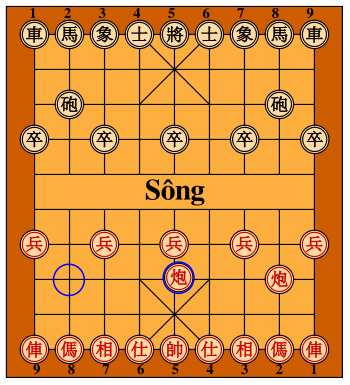 1 2 3 4 5 6 7 8 9
車 馬 象 士 將 士 象 馬 車
砲 砲
卒 卒 卒 卒 卒
Sông
兵 兵 兵 兵 兵
炮 炮
俥 傌 相 仕 帥 仕 相 傌 俥
9 8 7 6 5 4 3 2 1